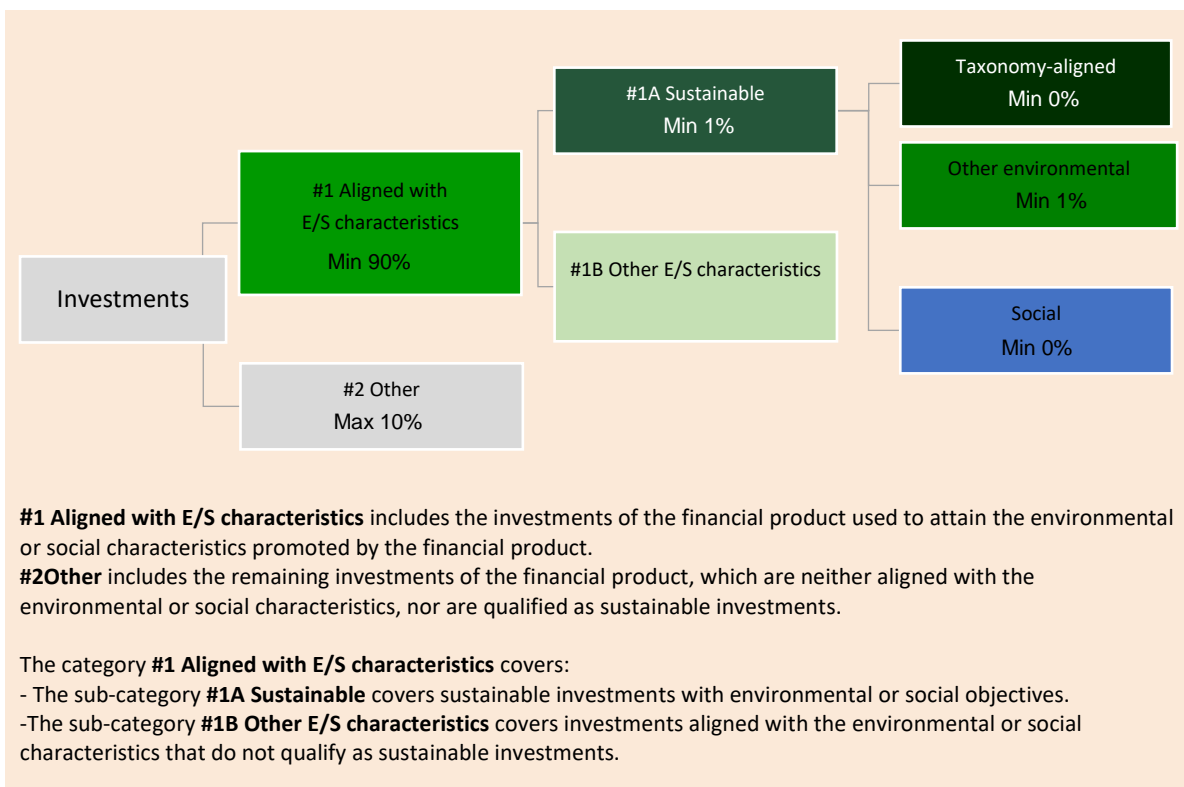 Investments
#1 Aligned with
E/S characteristics
Min 90%
#2 Other
Max 10%
#1A Sustainable
Min 1%
#1B Other E/S characteristics
Taxonomy-aligned
Min 0%
Other environmental
Min 1%
Social
Min 0%
#1 Aligned with E/S characteristics includes the investments of the financial product used to attain the environmental
or social characteristics promoted by the financial product.
#2Other includes the remaining investments of the financial product, which are neither aligned with the
environmental or social characteristics, nor are qualified as sustainable investments.
The category #1 Aligned with E/S characteristics covers:
- The sub-category #1A Sustainable covers sustainable investments with environmental or social objectives.
-The sub-category #1B Other E/S characteristics covers investments aligned with the environmental or social
characteristics that do not qualify as sustainable investments.